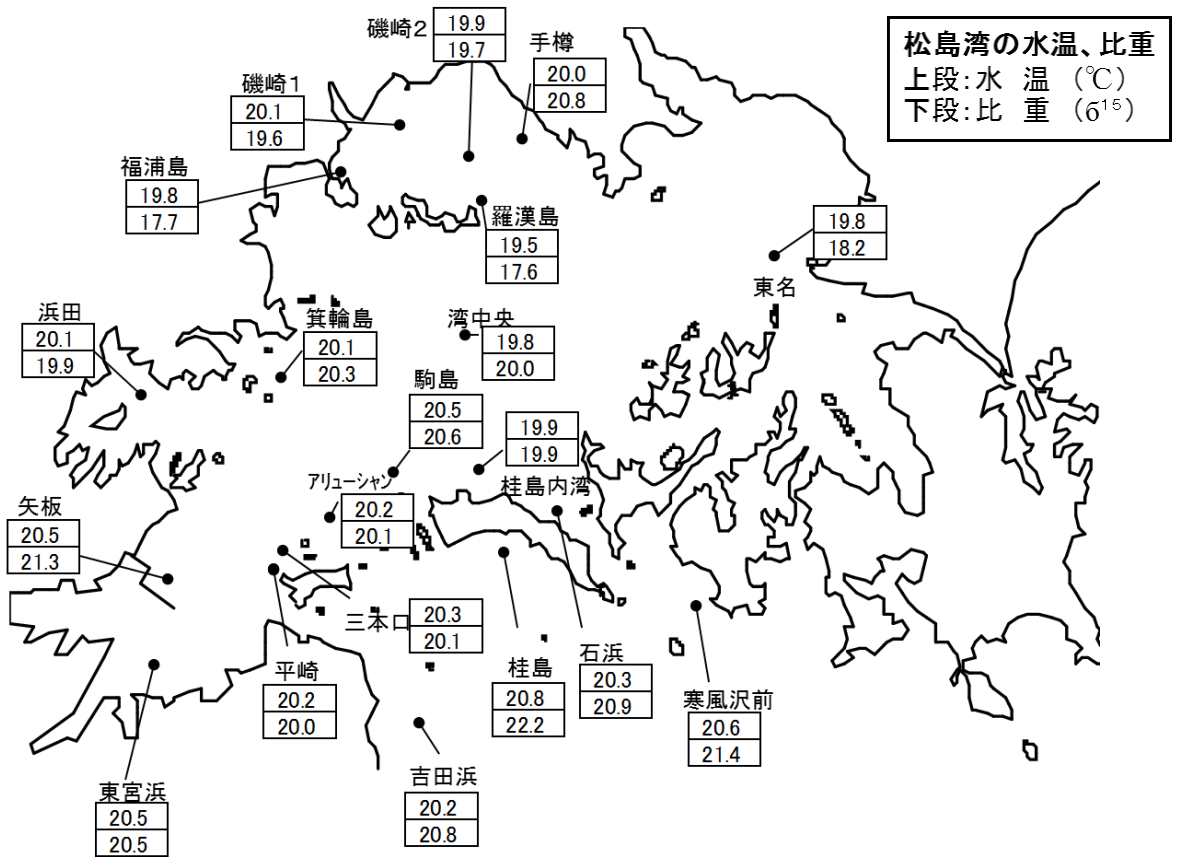 松島湾の水温、比重
上段:水 温 (℃)
下段:比 重 (б¹⁵)
磯崎2
19.9
19.7
手樽
20.0
20.8
磯崎1
20.1
19.6
福浦島
19.8
17.7
羅漢島
19.5
17.6
19.8
18.2
東名
浜田
20.1
19.9
箕輪島
20.1
20.3
湾中央
19.8
20.0
駒島
20.5
20.6
19.9
19.9
桂島内湾
アリューシャン
20.2
20.1
矢板
20.5
21.3
三本口
20.3
20.1
平崎
20.2
20.0
桂島
20.8
22.2
石浜
20.3
20.9
寒風沢前
20.6
21.4
東宮浜
20.5
20.5
吉田浜
20.2
20.8